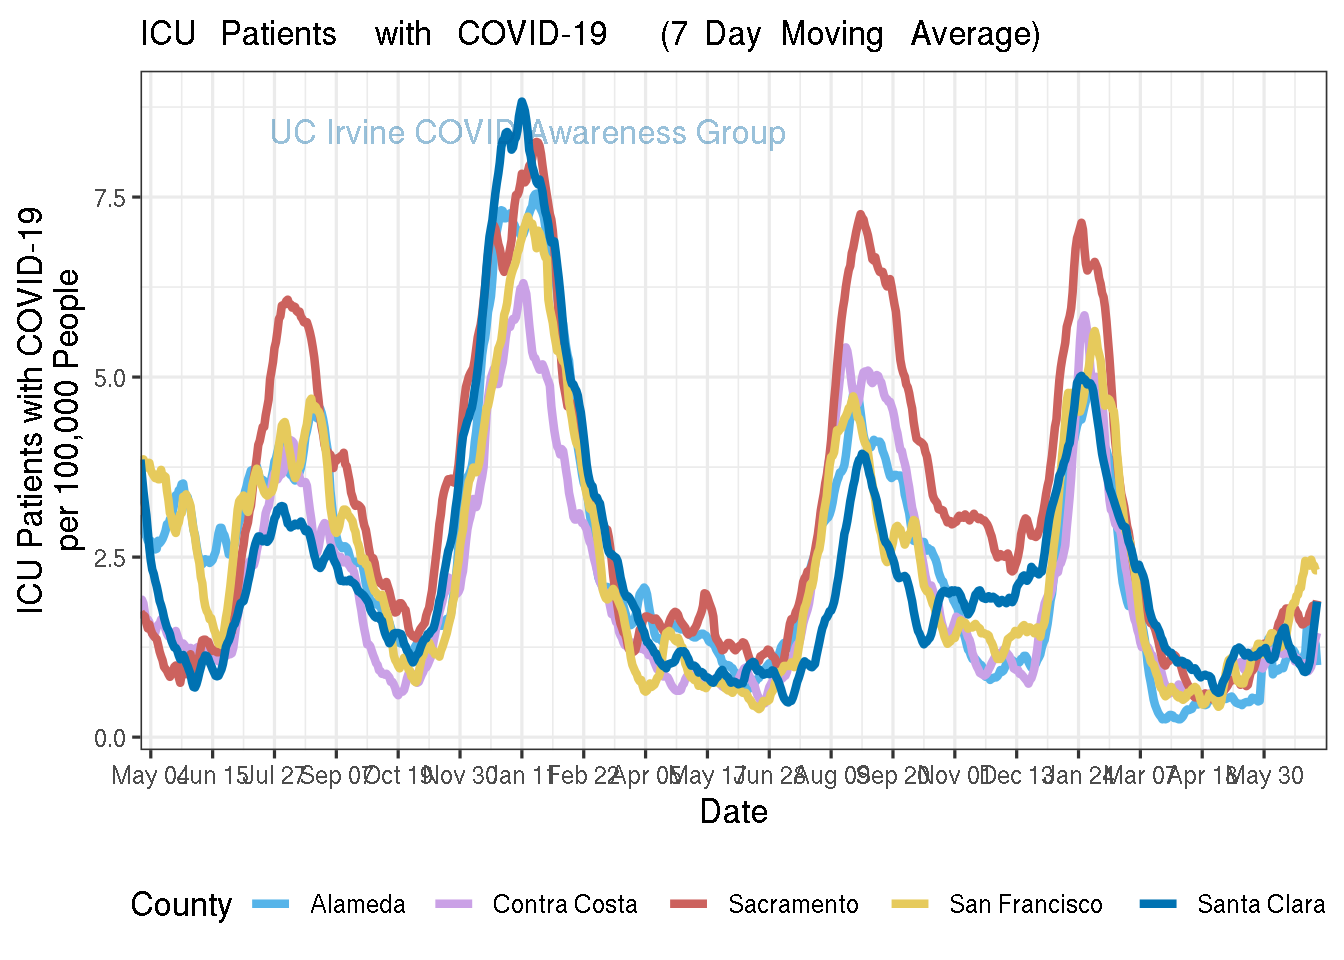 ICU Patients with COVID-19 (7 Day Moving Average)
UC Irvine COVID Awareness Group
ICU Patients with COVID-19
per 100,000 People
7.5
5.0
2.5
0.0
May 04 Jun 15 Jul 27 Sep 07 Oct 19 Nov 30 Jan 11 Feb 22 Apr 05 May 17 Jun 28 Aug 09 Sep 20 Nov 01 Dec 13 Jan 24 Mar 07 Apr 18 May 30
Date
County Alameda Contra Costa Sacramento San Francisco Santa Clara